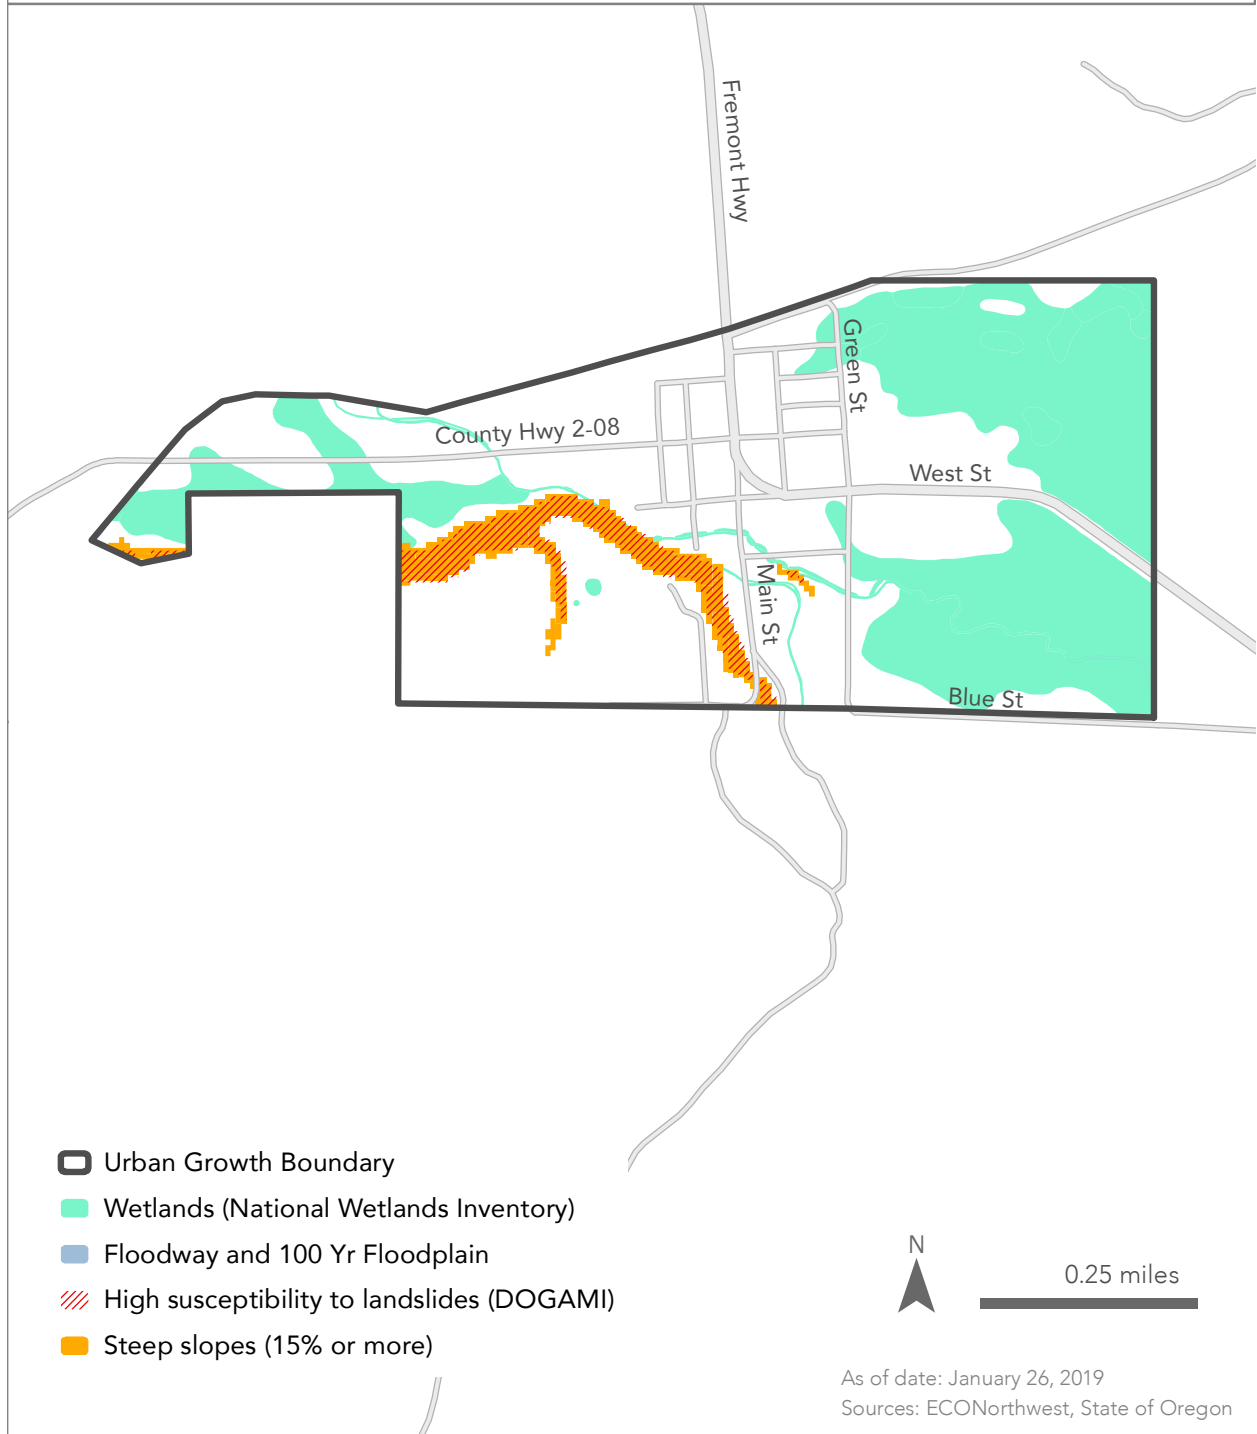 Fremont Hwy
Green St
County Hwy 2-08
West St
Main St
Blue St
Urban Growth Boundary
Wetlands (National Wetlands Inventory)
Floodway and 100 Yr Floodplain
High susceptibility to landslides (DOGAMI)
Steep slopes (15% or more)
N
0.25 miles
As of date: January 26, 2019
Sources: ECONorthwest, State of Oregon